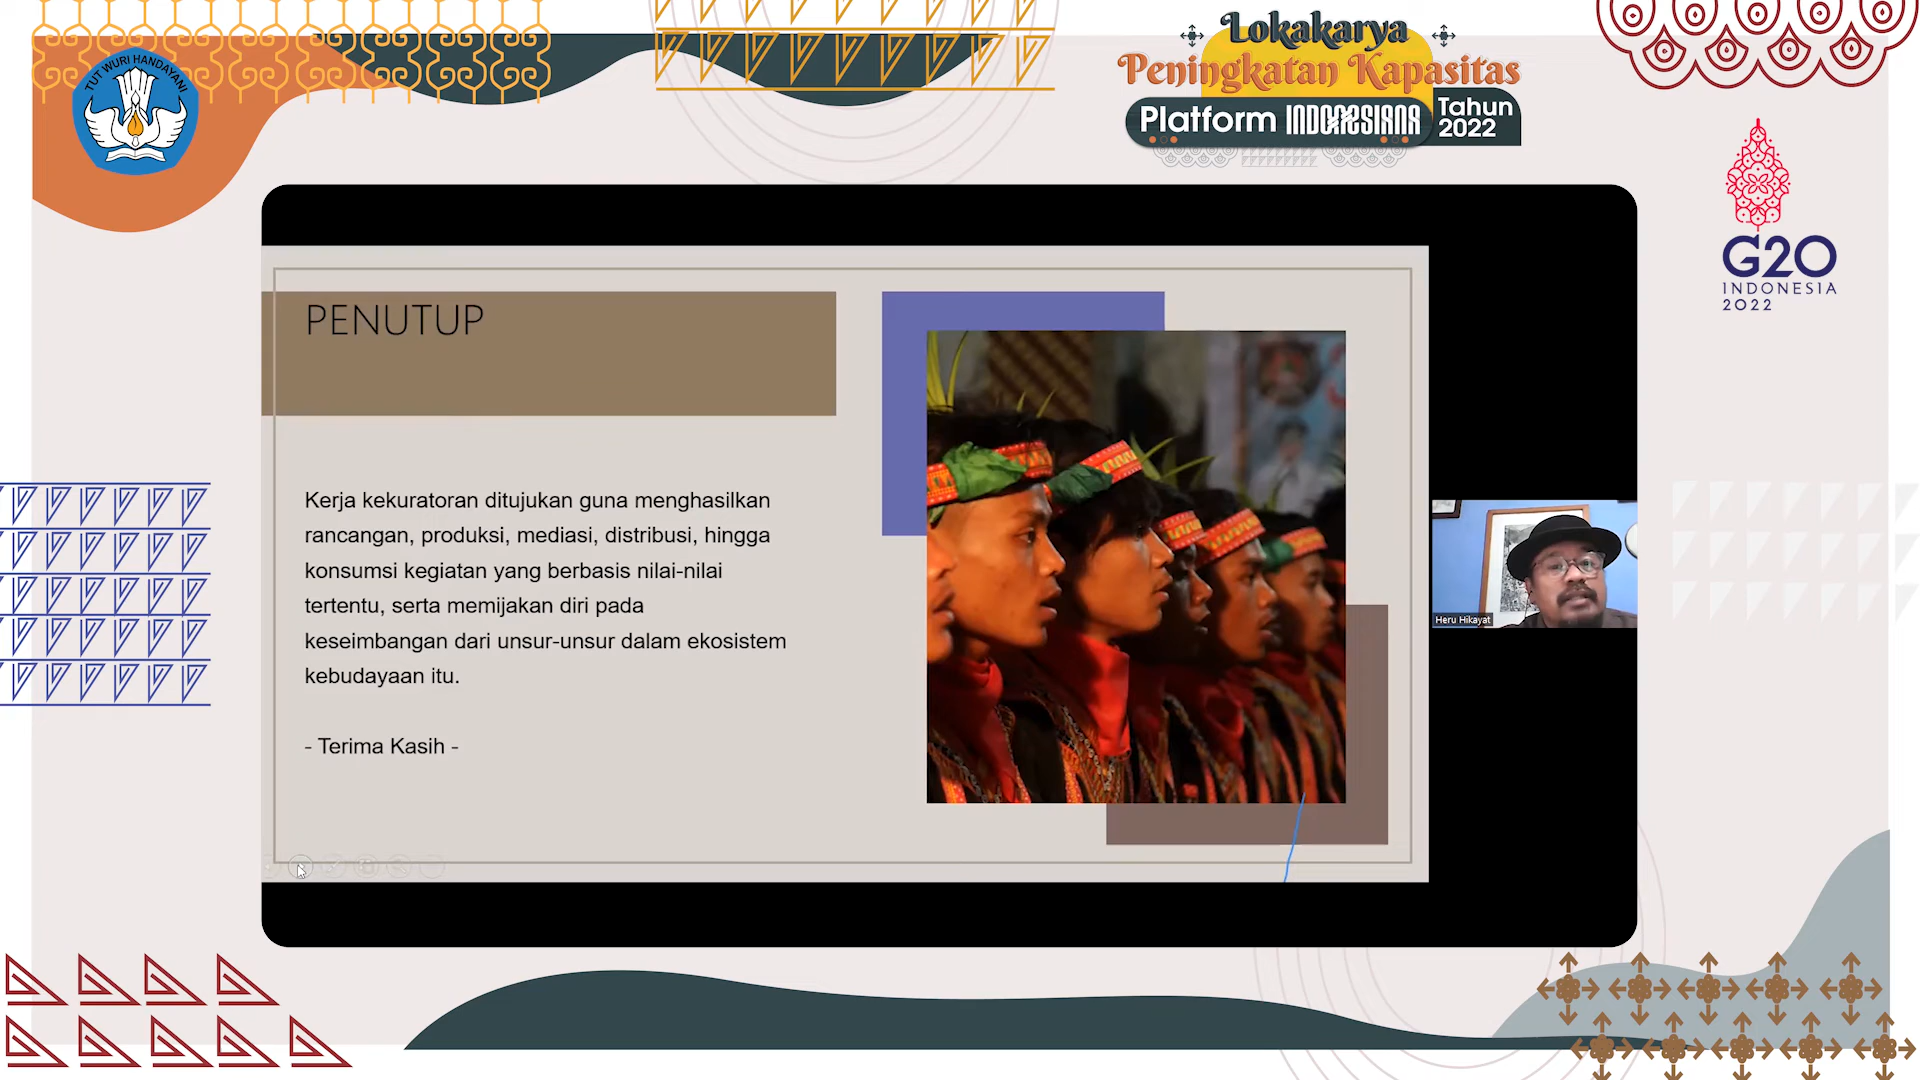 TUT WURI HANDAYANI
Lokakarya
Peningkatan Kapasitas
Platform INDONESIANA Tahun
2022
G20
INDONESIA
2022
PENUTUP
Kerja kekuratoran ditujukan guna menghasilkan
rancangan, produksi, mediasi, distribusi, hingga
konsumsi kegiatan yang berbasis nilai-nilai
tertentu, serta memijakan diri pada
keseimbangan dari unsur-unsur dalam ekosistem
kebudayaan itu.
- Terima Kasih -
Heru Hikayat